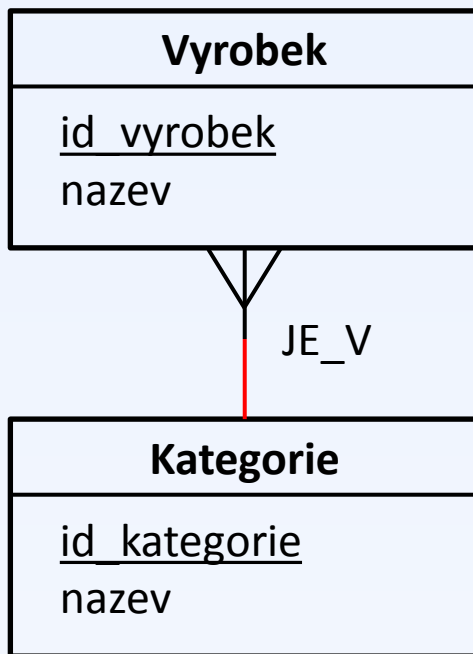 Vyrobek
id_vyrobek
nazev
JE_V
Kategorie
id_kategorie
nazev